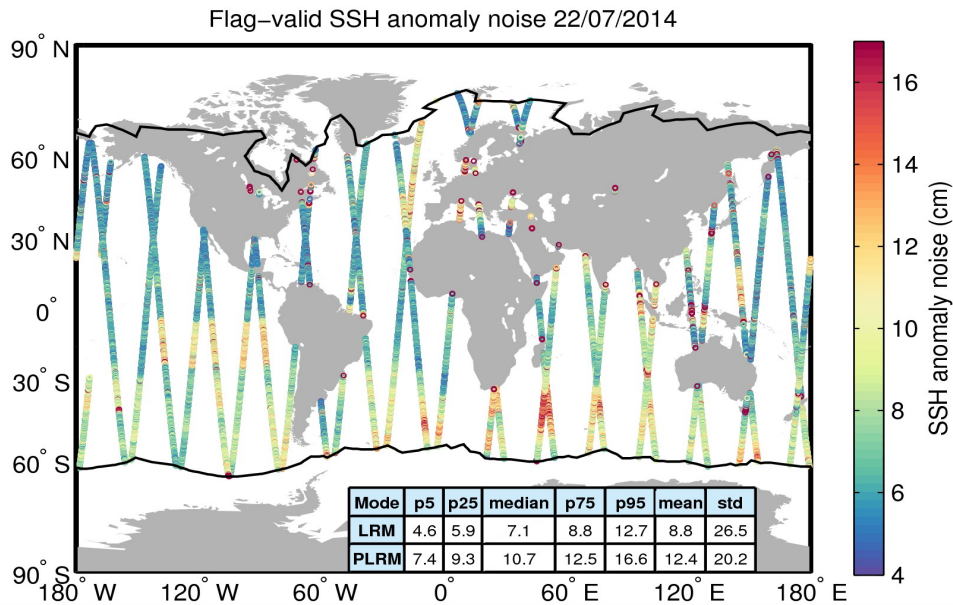 Flag−valid SSH anomaly noise 22/07/2014
90° N
60° N
30° N
0°
30° S
60° S
90° S
180° W 120° W 60° W 0° 60° E 120° E 180° E
Mode p5 p25 median p75 p95 mean std
LRM 4.6 5.9 7.1 8.8 12.7 8.8 26.5
PLRM 7.4 9.3 10.7 12.5 16.6 12.4 20.2
16
14
12
10
8
6
4
SSH anomaly noise (cm)